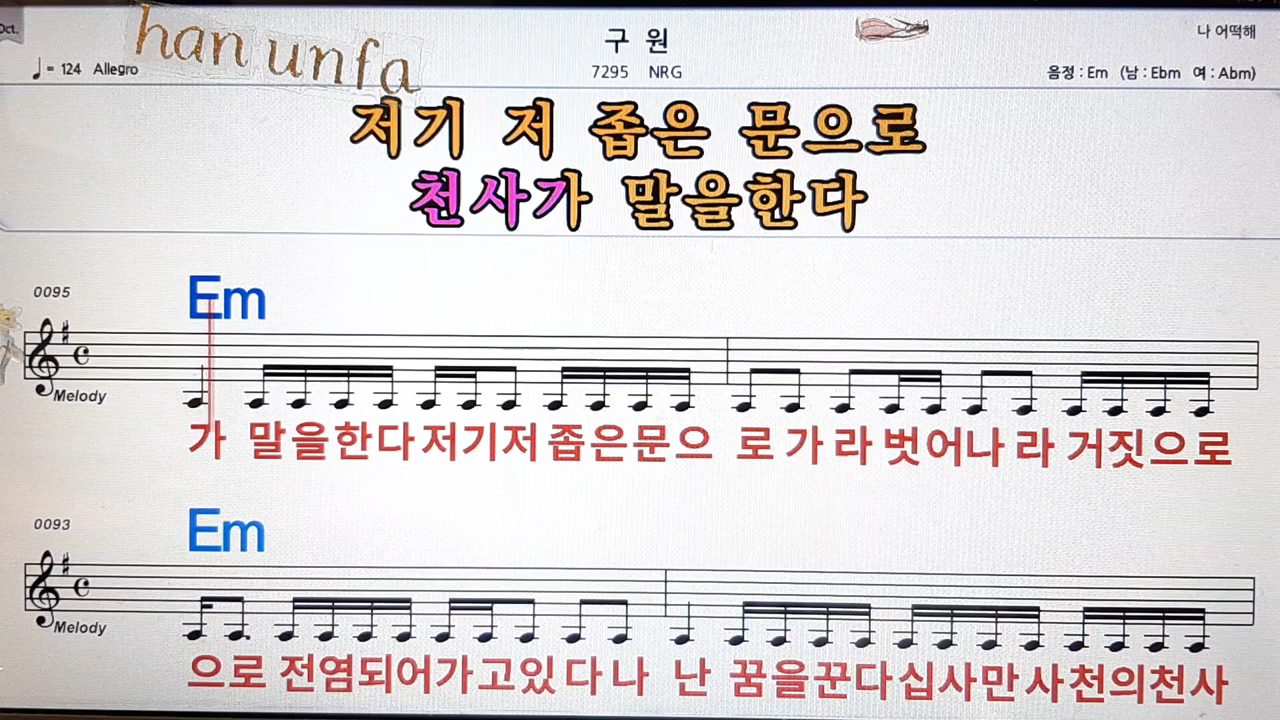 Oct.
han unfa
구 원
나 어떡해
♩= 124 Allegro
7295 NRG
음정 : Em (남 : Ebm 여 : Abm)
저기 저 좁은 문으로
천사가 말을한다
Em
0095
Melody
가 말을한다저기저 좁은문으 로가라 벗어나라 거짓으로
Em
0093
Melody
으로 전염되어가고있다나 난 꿈을꾼다십사만사천의천사